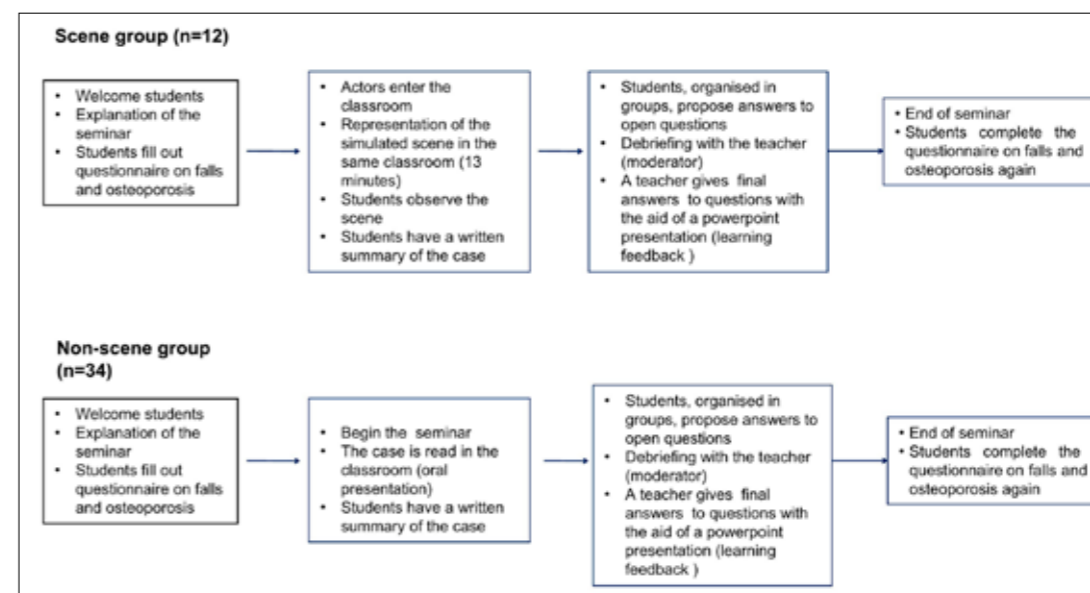 Scene group (n=12)
• Welcome students
• Explanation of the
seminar
• Students fill out
questionnaire on falls
and osteoporosis
• Actors enter the
classroom
• Representation of the
simulated scene in the
same classroom (13
minutes)
• Students observe the
scene
• Students have a written
summary of the case
• Students, organised in
groups, propose answers to
open questions
• Debriefing with the teacher
(moderator)
• A teacher gives final
answers to questions with
the aid of a powerpoint
presentation (learning
feedback )
• End of seminar
• Students complete the
questionnaire on falls and
osteoporosis again
Non-scene group
(n=34)
• Welcome students
• Explanation of the
seminar
• Students fill out
questionnaire on falls
and osteoporosis
• Begin the seminar
• The case is read in the
classroom (oral
presentation)
• Students have a written
summary of the case
• Students, organised in
groups, propose answers to
open questions
• Debriefing with the teacher
(moderator)
• A teacher gives final
answers to questions with
the aid of a powerpoint
presentation (learning
feedback )
• End of seminar
• Students complete the
questionnaire on falls and
osteoporosis again